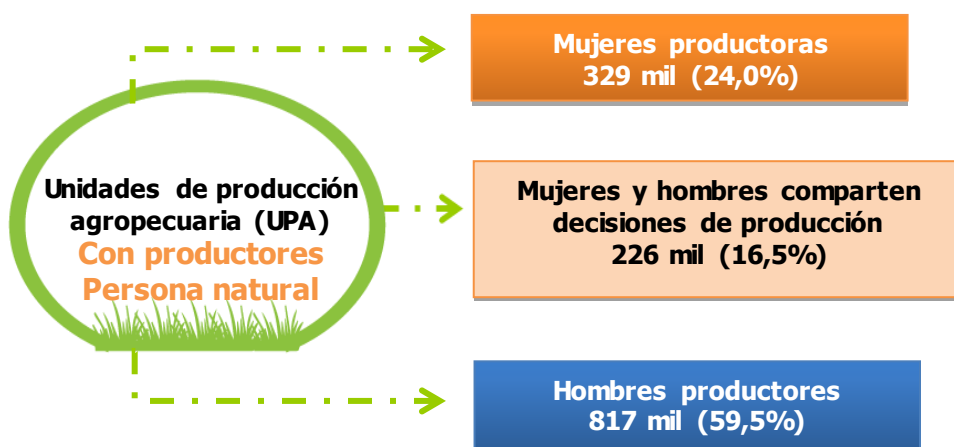 Mujeres productoras
329 mil (24,0%)
Unidades de producción
agropecuaria (UPA)
Con productores
Persona natural
Mujeres y hombres comparten
decisiones de producción
226 mil (16,5%)
Hombres productores
817 mil (59,5%)